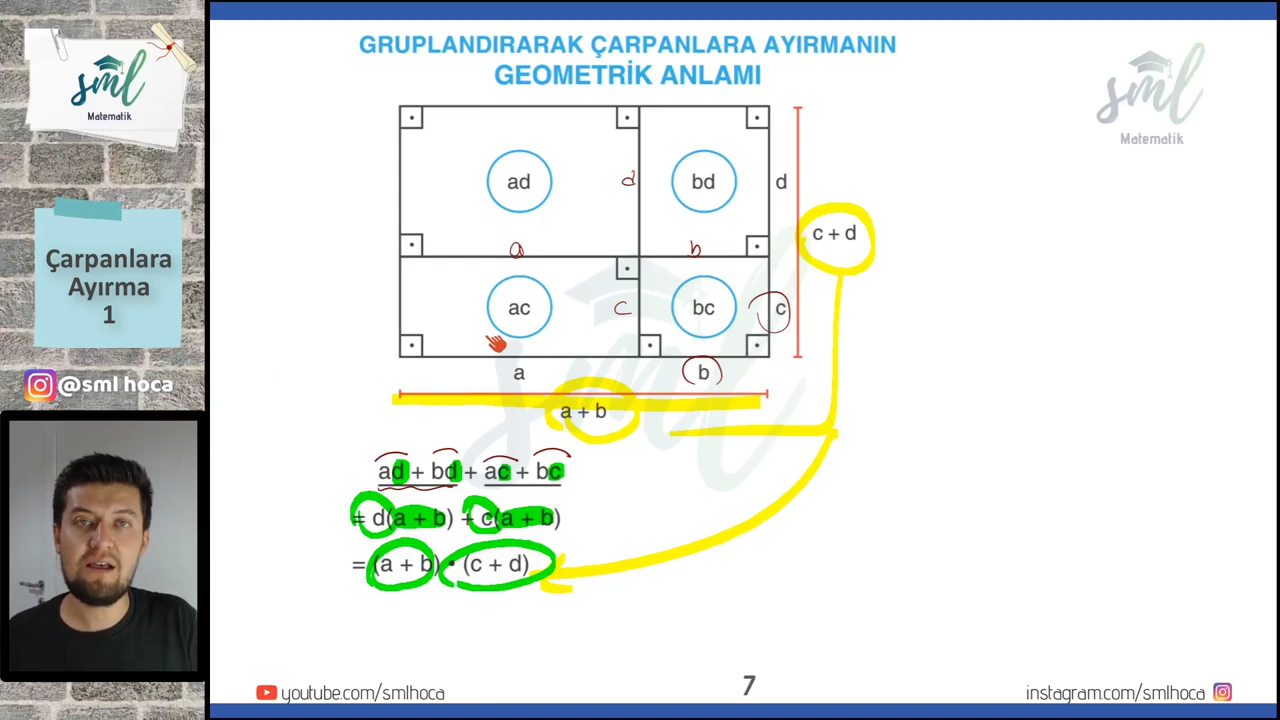 sml
Matematik
Çarpanlara
Ayırma
1
@sml hoca
GRUPLANDIRARAK ÇARPANLARA AYIRMANIN
GEOMETRİK ANLAMI
sml
Matematik
ad
d
bd
d
c + d
a
b
ac
c
bc
c
a
b
a + b
ad + bd + ac + bc
= d(a + b) + c(a + b)
= (a + b) • (c + d)
sml
youtube.com/smlhoca
7
instagram.com/smlhoca